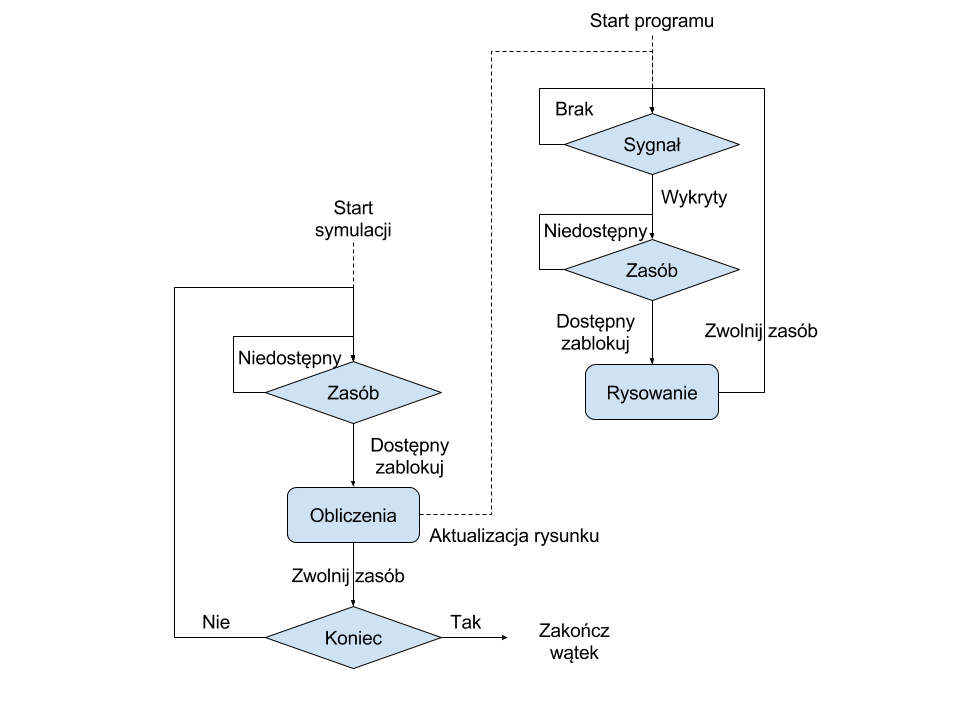 Start programu
Brak
Sygnał
Wykryty
Niedostępny
Zasób
Dostępny
zablokuj
Zwolnij zasób
Rysowanie
Start
symulacji
Niedostępny
Zasób
Dostępny
zablokuj
Obliczenia
Aktualizacja rysunku
Zwolnij zasób
Nie
Koniec
Tak
Zakończ
wątek